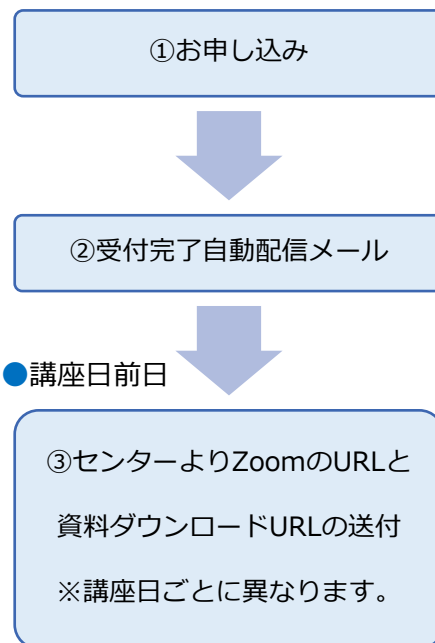 ①お申し込み
②受付完了自動配信メール
●講座日前日
③センターよりZoomのURLと
資料ダウンロードURLの送付
※講座日ごとに異なります。